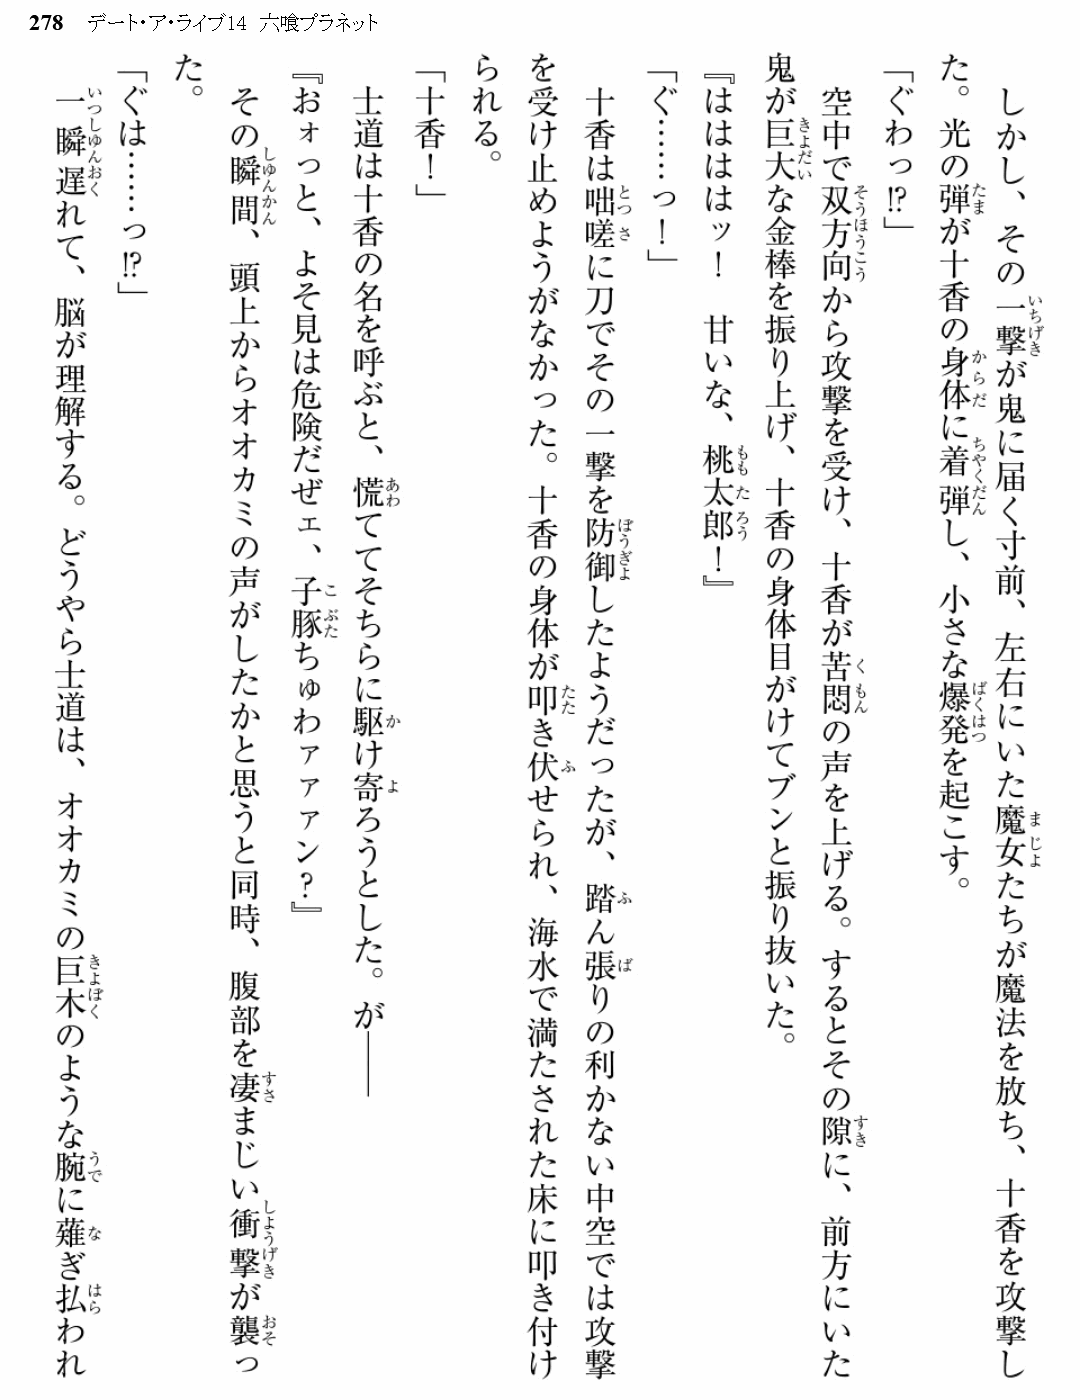 278 デート・ア・ライブ14 六喰プラネット
しかし、その一撃が鬼に届く寸前、左右にいた魔女たちが魔法を放ち、十香を攻撃し
た。光の弾が十香の身体に着弾し、小さな爆発を起こす。
「ぐわっ!?」
空中で双方向から攻撃を受け、十香が苦悶の声を上げる。するとその隙に、前方にいた
鬼が巨大な金棒を振り上げ、十香の身体目がけてブンと振り抜いた。
『はははははッ！　甘いな、桃太郎！』
「ぐ……っ！」
十香は咄嗟に刀でその一撃を防御したようだったが、踏ん張りの利かない中空では攻撃
を受け止めようがなかった。十香の身体が叩き伏せられ、海水で満たされた床に叩き付け
られる。
「十香！」
士道は十香の名を呼ぶと、慌ててそちらに駆け寄ろうとした。が――
『おォっと、よそ見は危険だぜェ、子豚ちゅわァァァン？』
その瞬間、頭上からオオカミの声がしたかと思うと同時、腹部を凄まじい衝撃が襲っ
た。
「ぐは……っ!?」
一瞬遅れて、脳が理解する。どうやら士道は、オオカミの巨木のような腕に薙ぎ払われ